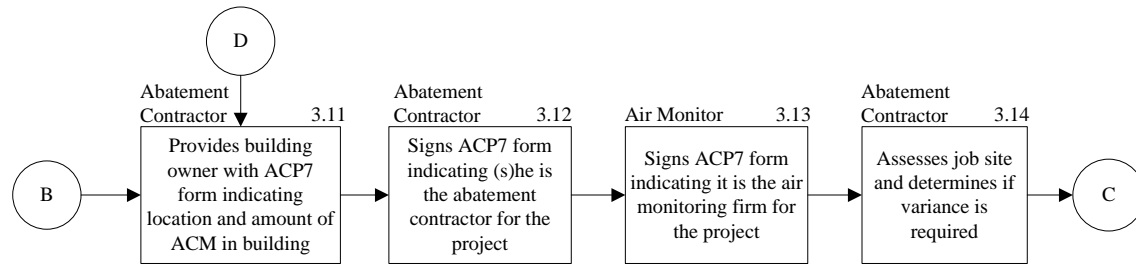 D
B
Abatement
Contractor 3.11
Provides building
owner with ACP7
form indicating
location and amount of
ACM in building
Abatement
Contractor 3.12
Signs ACP7 form
indicating (s)he is
the abatement
contractor for the
project
Air Monitor 3.13
Signs ACP7 form
indicating it is the air
monitoring firm for
the project
Abatement
Contractor 3.14
Assesses job site
and determines if
variance is
required
C